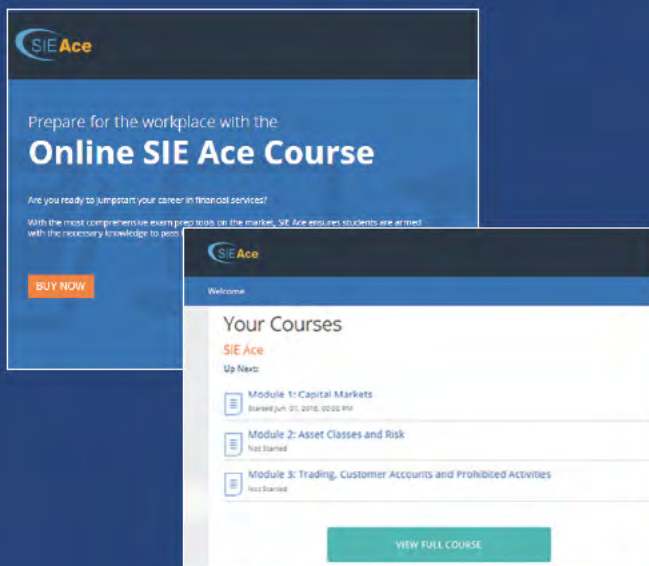 SIE Ace
Prepare for the workplace with the
Online SIE Ace Course
Are you ready to jumpstart your career in financial services?
With the most comprehensive exam prep tools on the market, SIE Ace ensures students are armed
with the necessary knowledge to pass
BUY NOW
SIE Ace
Welcome
Your Courses
SIE Ace
Up Next:
Module 1: Capital Markets
Started Jun. 01, 2018,
Module 2: Asset Classes and Risk
Not Started
Module 3: Trading, Customer Accounts and Prohibited Activities
Not Started
VIEW FULL COURSE